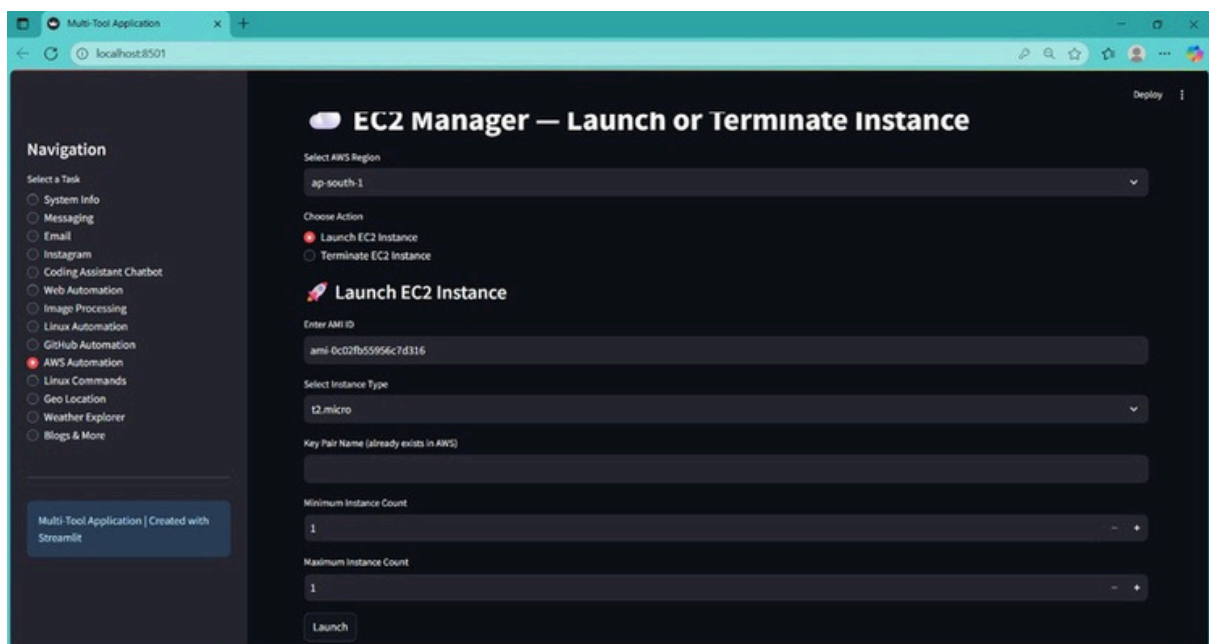 Multi-Tool Application
localhost:8501
Deploy
EC2 Manager — Launch or Terminate Instance
Navigation
Select a Task
System Info
Messaging
Email
Instagram
Coding Assistant Chatbot
Web Automation
Image Processing
Linux Automation
GitHub Automation
AWS Automation
Linux Commands
Geo Location
Weather Explorer
Blogs & More
Multi-Tool Application | Created with
Streamlit
Select AWS Region
ap-south-1
Choose Action
Launch EC2 Instance
Terminate EC2 Instance
Launch EC2 Instance
Enter AMI ID
ami-0c02fb55956c7d316
Select Instance Type
t2.micro
Key Pair Name (already exists in AWS)
Minimum Instance Count
1
Maximum Instance Count
1
Launch